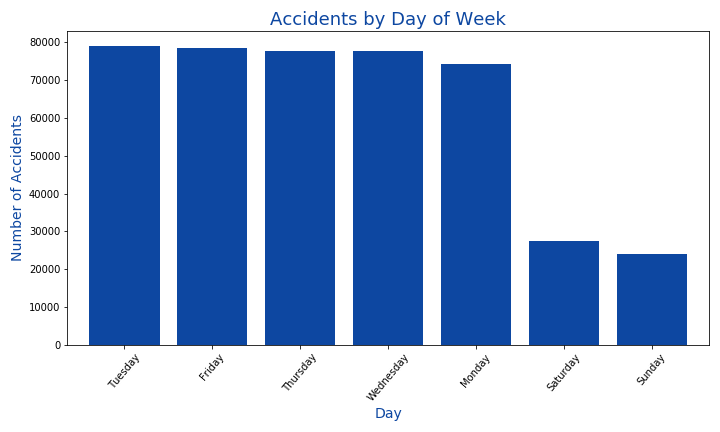 Accidents by Day of Week
Number of Accidents
80000
70000
60000
50000
40000
30000
20000
10000
0
Tuesday
Friday
Thursday
Wednesday
Monday
Saturday
Sunday
Day